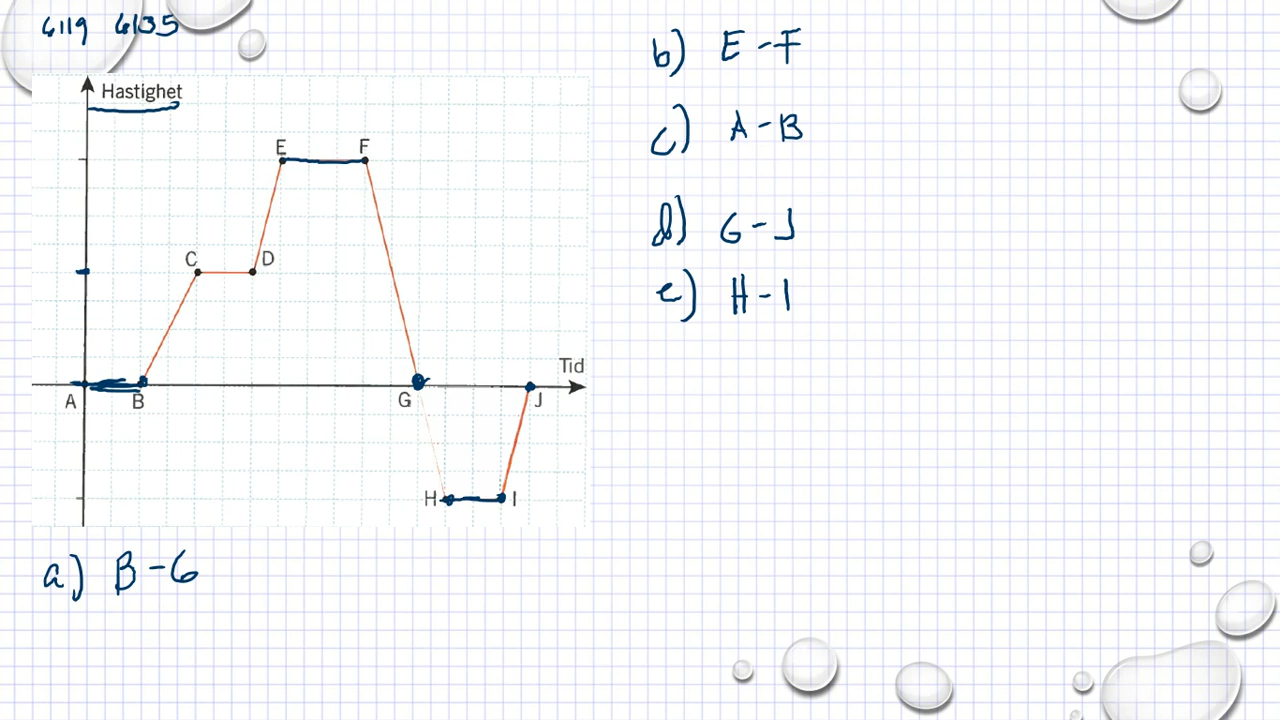 6119 6135
Hastighet
E F
C D
Tid
A B G J
H I
a) B - G
b) E - F
c) A - B
d) G - J
e) H - I